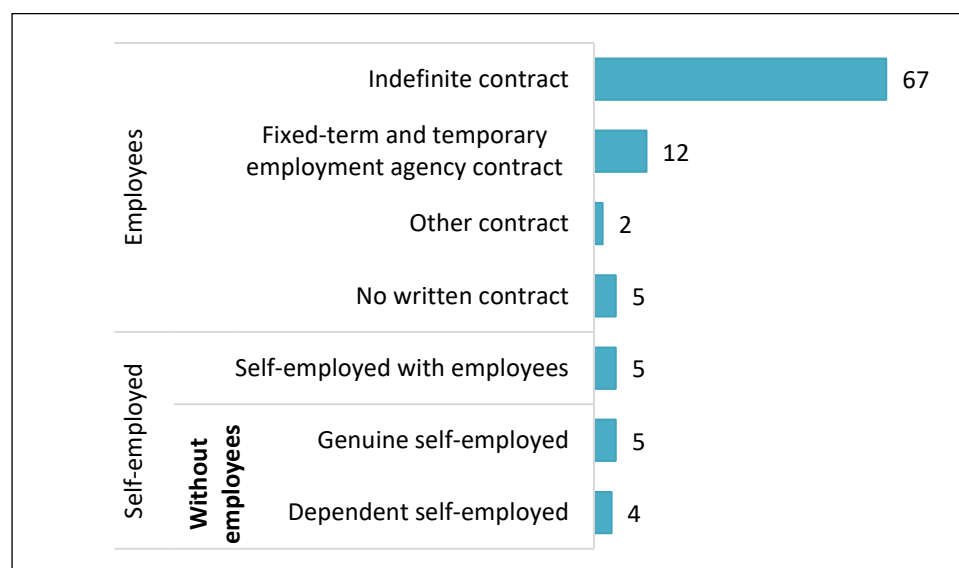 Employees
Indefinite contract 67
Fixed-term and temporary
employment agency contract 12
Other contract 2
No written contract 5
Self-employed
Self-employed with employees 5
Without
employees
Genuine self-employed 5
Dependent self-employed 4